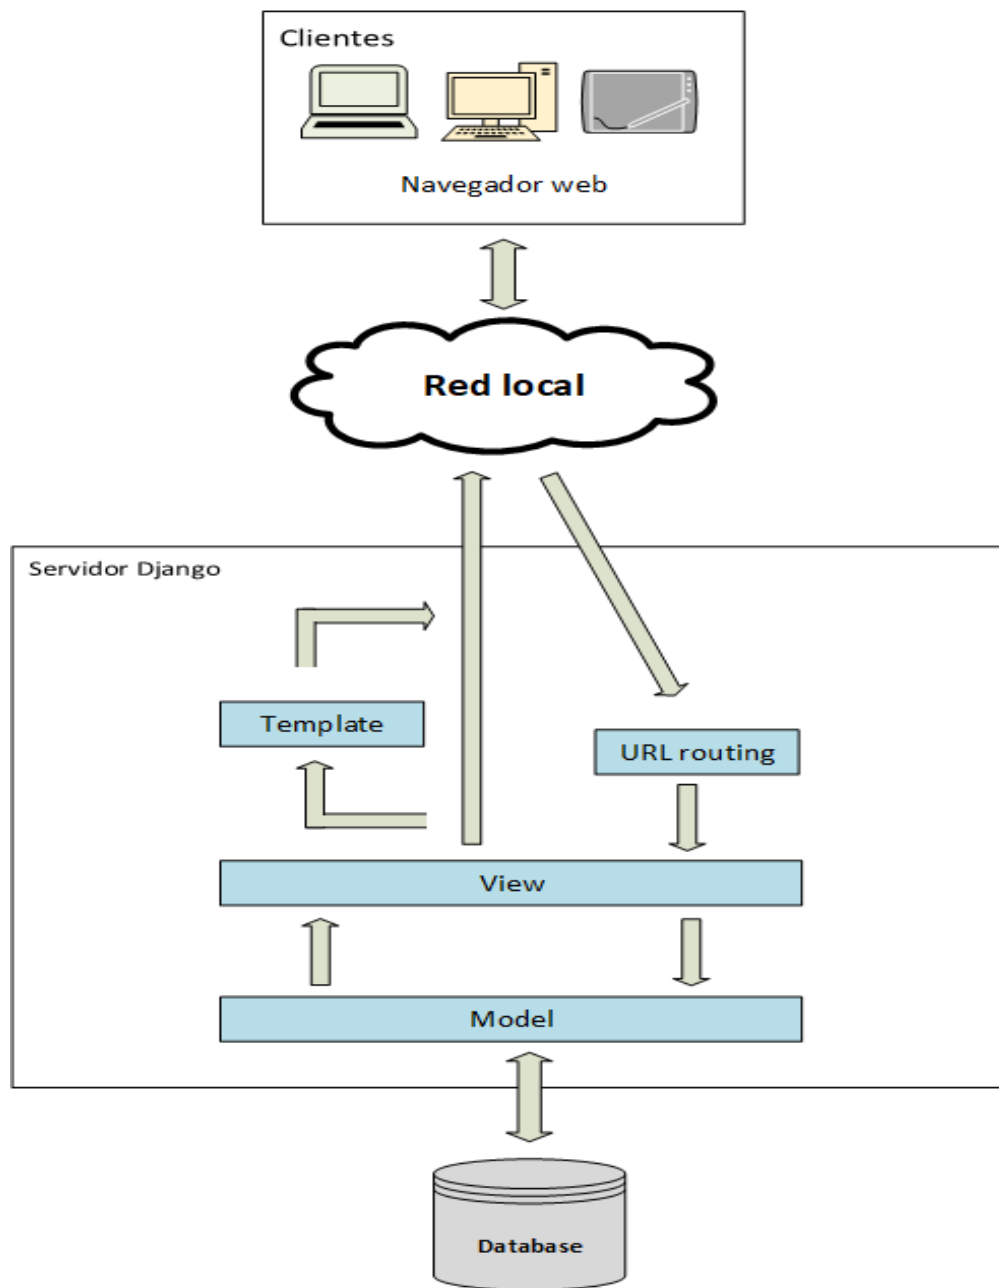 Clientes
Navegador web
Red local
Servidor Django
Template
URL routing
View
Model
Database